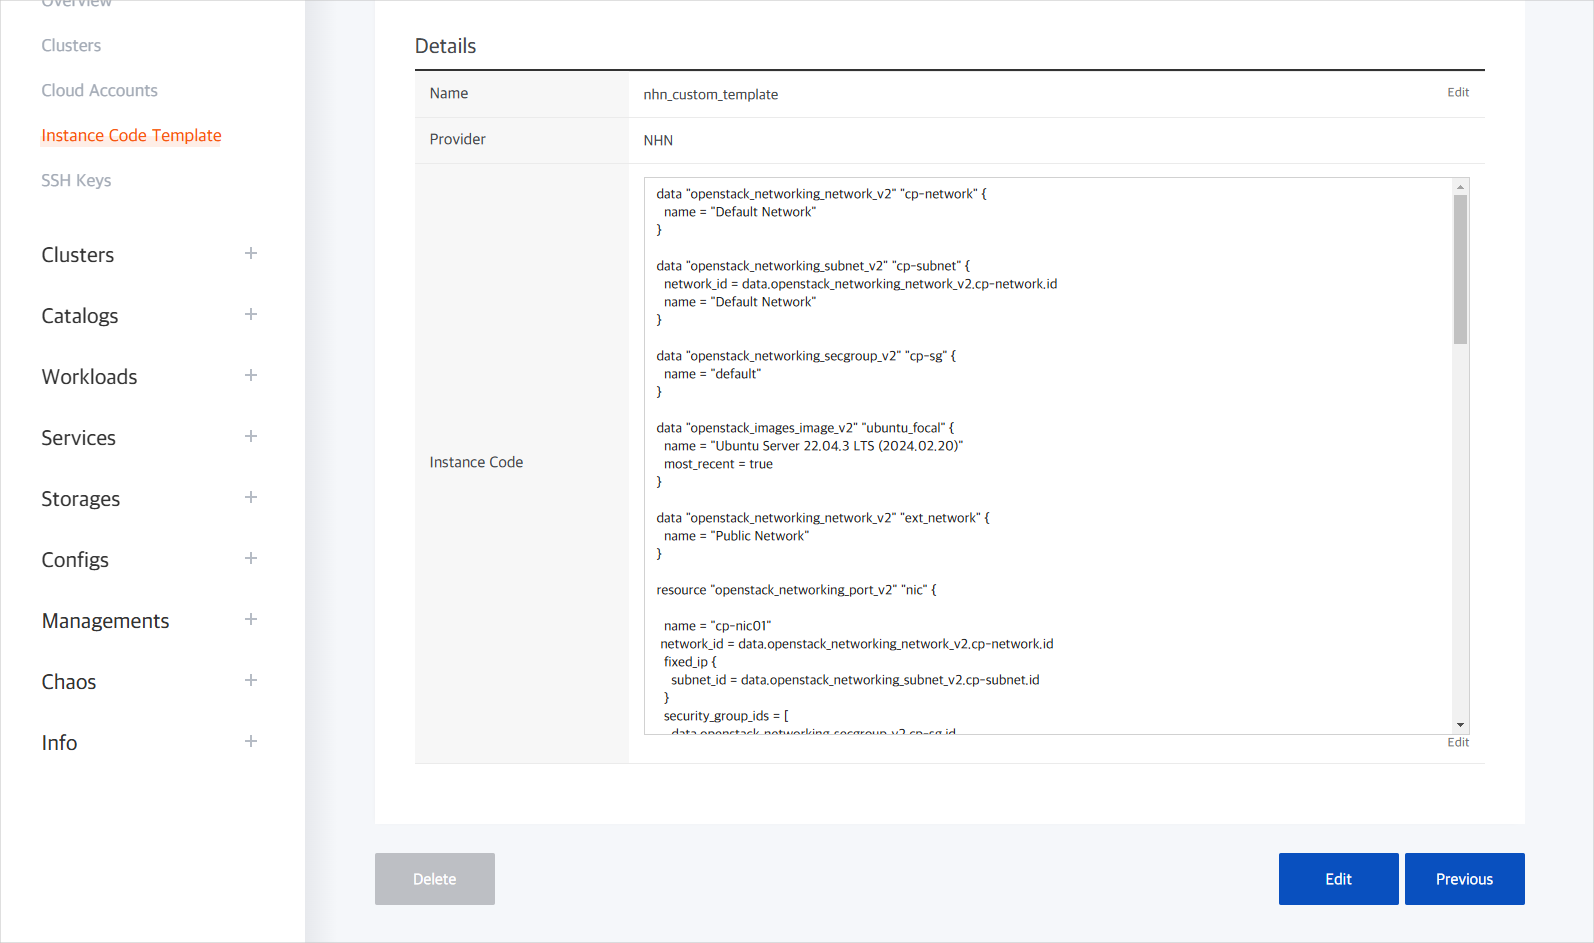 Overview
Clusters
Cloud Accounts
Instance Code Template
SSH Keys
Clusters +
Catalogs +
Workloads +
Services +
Storages +
Configs +
Managements +
Chaos +
Info +
Details
Name nhn_custom_template Edit
Provider NHN
Instance Code
data "openstack_networking_network_v2" "cp-network" {
name = "Default Network"
}
data "openstack_networking_subnet_v2" "cp-subnet" {
network_id = data.openstack_networking_network_v2.cp-network.id
name = "Default Network"
}
data "openstack_networking_secgroup_v2" "cp-sg" {
name = "default"
}
data "openstack_images_image_v2" "ubuntu_focal" {
name = "Ubuntu Server 22.04.3 LTS (2024.02.20)"
most_recent = true
}
data "openstack_networking_network_v2" "ext_network" {
name = "Public Network"
}
resource "openstack_networking_port_v2" "nic" {
name = "cp-nic01"
network_id = data.openstack_networking_network_v2.cp-network.id
fixed_ip {
subnet_id = data.openstack_networking_subnet_v2.cp-subnet.id
}
security_group_ids = [
data.openstack_networking_secgroup_v2.cp-sg.id
Edit
Delete
Edit
Previous